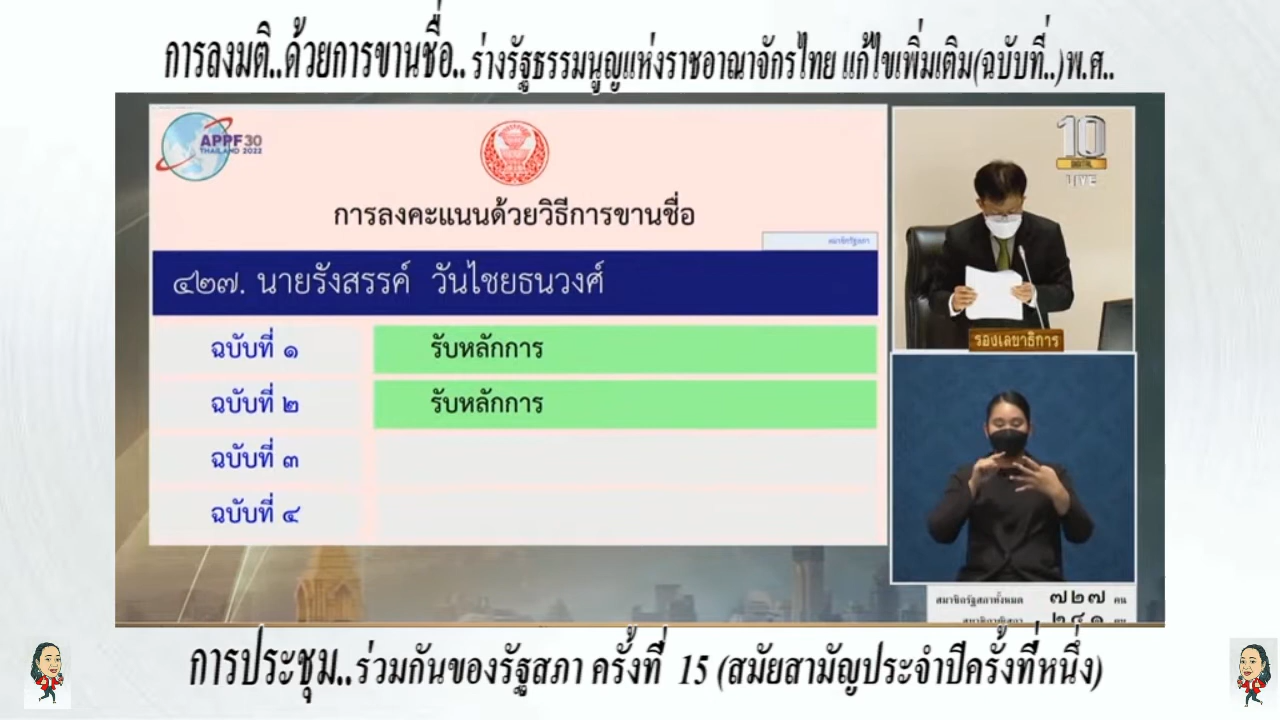 การลงมติ..ด้วยการขานชื่อ.. ร่างรัฐธรรมนูญแห่งราชอาณาจักรไทย แก้ไขเพิ่มเติม(ฉบับที่..)พ.ศ..
APPF30
THAILAND 2022
การลงคะแนนด้วยวิธีการขานชื่อ
สมาชิกรัฐสภา
๔๒๗. นายรังสรรค์ วันไชยธนวงศ์
ฉบับที่ ๑ รับหลักการ
ฉบับที่ ๒ รับหลักการ
ฉบับที่ ๓
ฉบับที่ ๔
10
DIGITAL
LIVE
รองเลขาธิการ
สมาชิกรัฐสภาทั้งหมด ๗๒๗ คน
การประชุม..ร่วมกันของรัฐสภา ครั้งที่ 15 (สมัยสามัญประจำปีครั้งที่หนึ่ง)